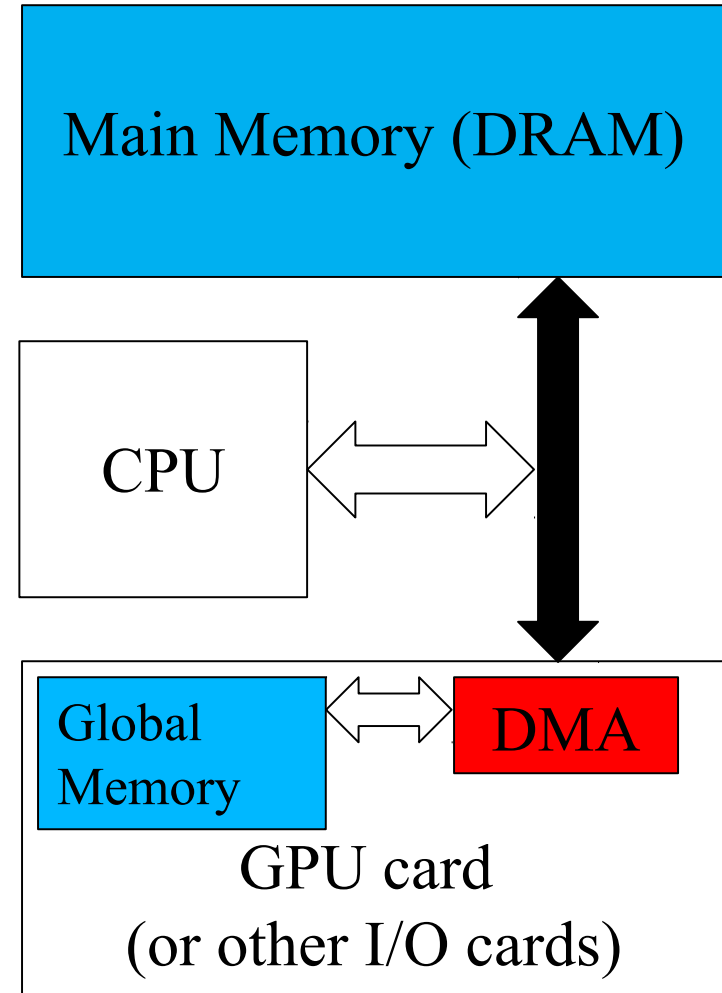 Main Memory (DRAM)
CPU
Global
Memory
DMA
GPU card
(or other I/O cards)